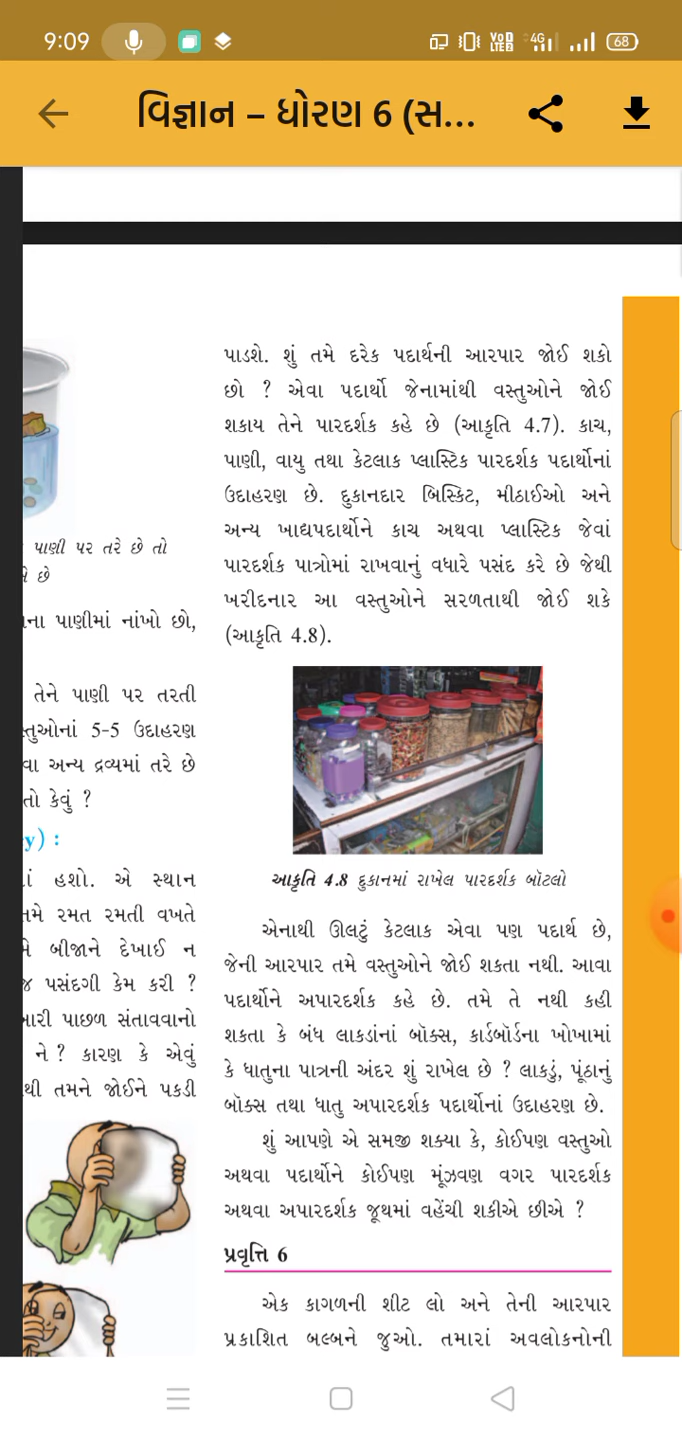 9:09
VoD LTEB 4G 68
વિજ્ઞાન – ધોરણ 6 (સ...
પાણી પર તરે છે તો
છે
ના પાણીમાં નાંખો છો,
તેને પાણી પર તરતી
સ્તુઓનાં 5-5 ઉદાહરણ
વા અન્ય દ્રવ્યમાં તરે છે
તો કેવું ?
y) :
હશો. એ સ્થાન
તમે રમત રમતી વખતે
બીજાને દેખાઈ ન
જ પસંદગી કેમ કરી ?
મારી પાછળ સંતાવવાનો
ને ? કારણ કે એવું
થી તમને જોઈને પકડી
પાડશે. શું તમે દરેક પદાર્થની આરપાર જોઈ શકો
છો ? એવા પદાર્થો જેનામાંથી વસ્તુઓને જોઈ
શકાય તેને પારદર્શક કહે છે (આકૃતિ 4.7). કાચ,
પાણી, વાયુ તથા કેટલાક પ્લાસ્ટિક પારદર્શક પદાર્થોનાં
ઉદાહરણ છે. દુકાનદાર બિસ્કિટ, મીઠાઈઓ અને
અન્ય ખાદ્યપદાર્થોને કાચ અથવા પ્લાસ્ટિક જેવાં
પારદર્શક પાત્રોમાં રાખવાનું વધારે પસંદ કરે છે જેથી
ખરીદનાર આ વસ્તુઓને સરળતાથી જોઈ શકે
(આકૃતિ 4.8).
આકૃતિ 4.8 દુકાનમાં રાખેલ પારદર્શક બૉટલો
એનાથી ઊલટું કેટલાક એવા પણ પદાર્થ છે,
જેની આરપાર તમે વસ્તુઓને જોઈ શકતા નથી. આવા
પદાર્થોને અપારદર્શક કહે છે. તમે તે નથી કહી
શકતા કે બંધ લાકડાંનાં બૉક્સ, કાર્ડબૉર્ડના ખોખામાં
કે ધાતુના પાત્રની અંદર શું રાખેલ છે ? લાકડું, પૂંઠાનું
બૉક્સ તથા ધાતુ અપારદર્શક પદાર્થોનાં ઉદાહરણ છે.
શું આપણે એ સમજી શક્યા કે, કોઈપણ વસ્તુઓ
અથવા પદાર્થોને કોઈપણ મૂંઝવણ વગર પારદર્શક
અથવા અપારદર્શક જૂથમાં વહેંચી શકીએ છીએ ?
પ્રવૃત્તિ 6
એક કાગળની શીટ લો અને તેની આરપાર
પ્રકાશિત બલ્બને જુઓ. તમારાં અવલોકનોની